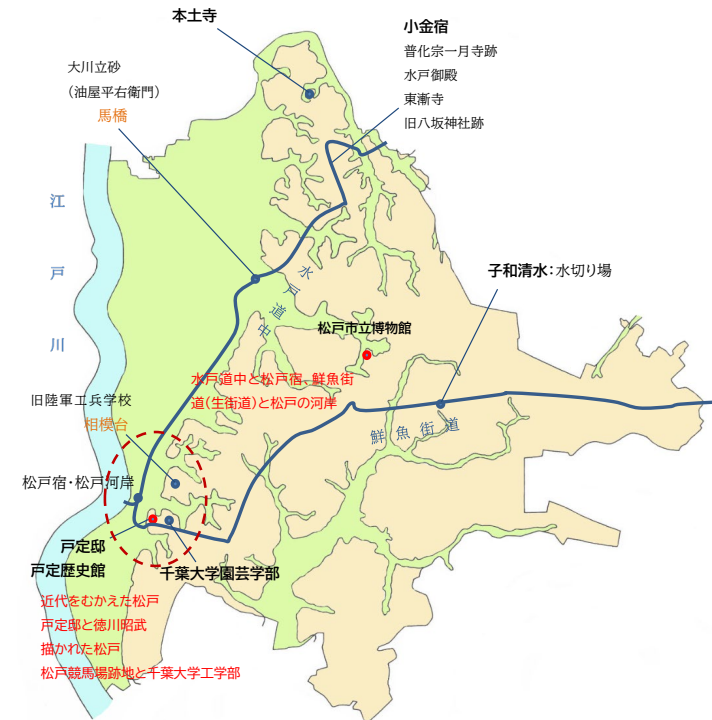 本土寺
小金宿
普化宗一月寺跡
水戸御殿
東漸寺
旧八坂神社跡
大川立砂
（油屋平右衛門）
馬橋
江戸川
水戸道中
子和清水：水切り場
松戸市立博物館
水戸道中と松戸宿 鮮魚街
道（生街道）と松戸の河岸
旧陸軍工兵学校
相模台
鮮魚街道
松戸宿・松戸河岸
戸定邸
戸定歴史館
千葉大学園芸学部
近代をむかえた松戸
戸定邸と徳川昭武
描かれた松戸
松戸競馬場跡地と千葉大学工学部